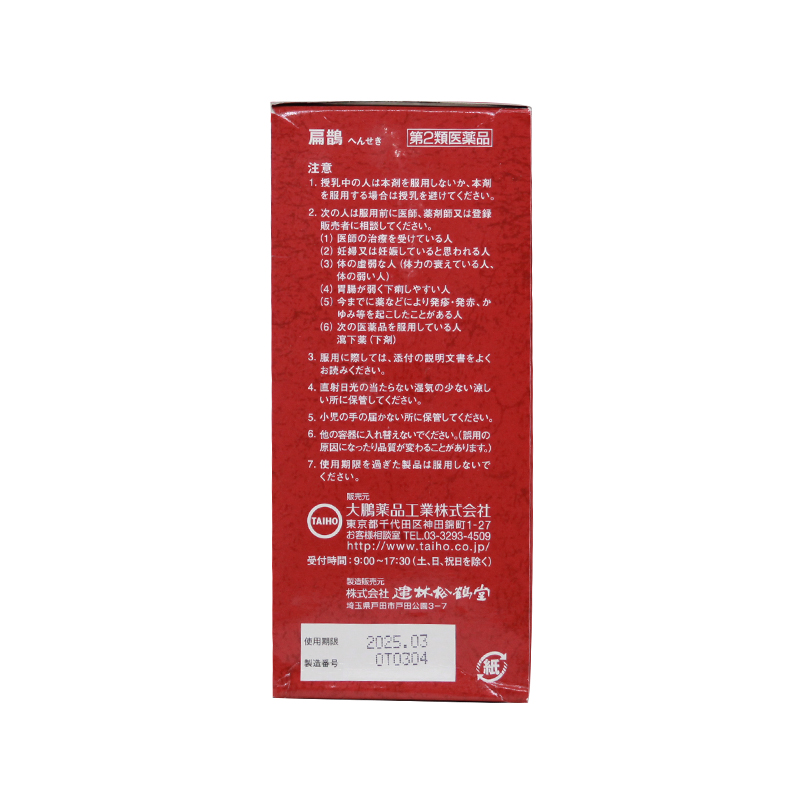 扁鵲 へんせき 第2類医薬品
注意
1. 授乳中の人は本剤を服用しないか、本剤
を服用する場合は授乳を避けてください。
2. 次の人は服用前に医師、薬剤師又は登録
販売者に相談してください。
(1) 医師の治療を受けている人
(2) 妊婦又は妊娠していると思われる人
(3) 体の虚弱な人(体力の衰えている人、
体の弱い人)
(4) 胃腸が弱く下痢しやすい人
(5) 今までに薬などにより発疹・発赤、か
ゆみ等を起こしたことがある人
(6) 次の医薬品を服用している人
瀉下薬(下剤)
3. 服用に際しては、添付の説明文書をよく
お読みください。
4. 直射日光の当たらない湿気の少ない涼し
い所に保管してください。
5. 小児の手の届かない所に保管してください。
6. 他の容器に入れ替えないでください。(誤用の
原因になったり品質が変わることがあります。)
7. 使用期限を過ぎた製品は服用しないで
ください。
販売元
TAIHO 大鵬薬品工業株式会社
東京都千代田区神田錦町1-27
お客様相談室 TEL.03-3293-4509
http://www.taiho.co.jp/
受付時間：9:00~17:30(土、日、祝日を除く)
製造販売元
株式会社 建林松鶴堂
埼玉県戸田市戸田公園3-7
使用期限 2025.03
製造番号 OT0304
紙